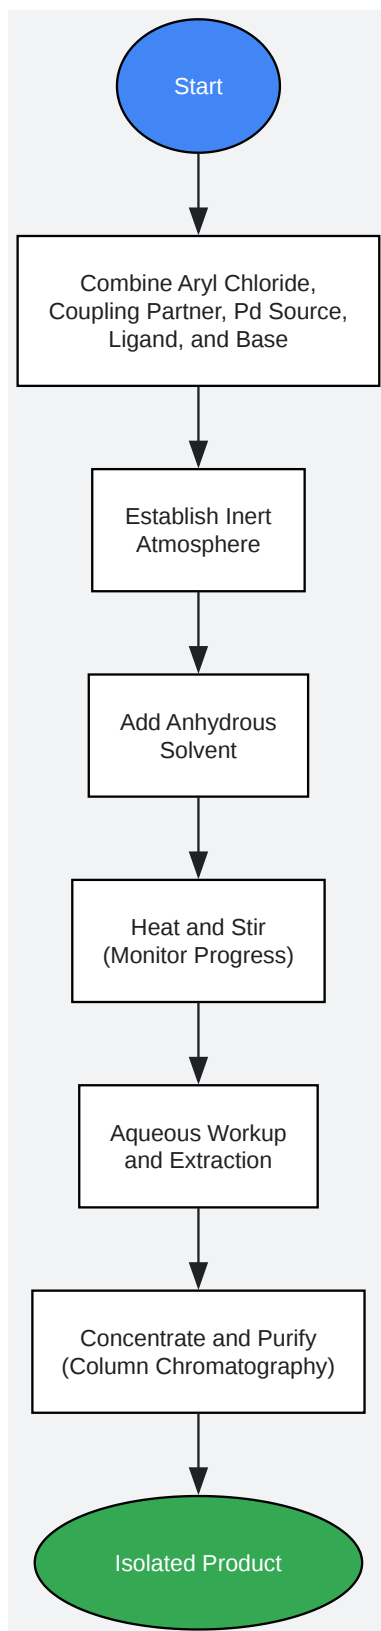 Start
Combine Aryl Chloride,
Coupling Partner, Pd Source,
Ligand, and Base
Establish Inert
Atmosphere
Add Anhydrous
Solvent
Heat and Stir
(Monitor Progress)
Aqueous Workup
and Extraction
Concentrate and Purify
(Column Chromatography)
Isolated Product